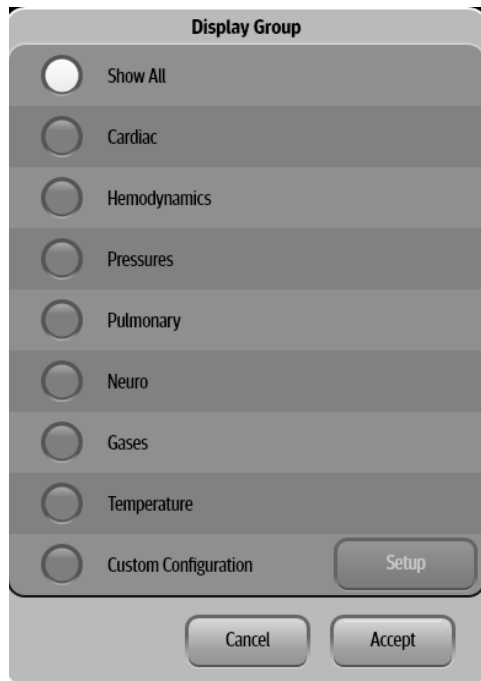 Display Group
Show All
Cardiac
Hemodynamics
Pressures
Pulmonary
Neuro
Gases
Temperature
Custom Configuration Setup
Cancel Accept